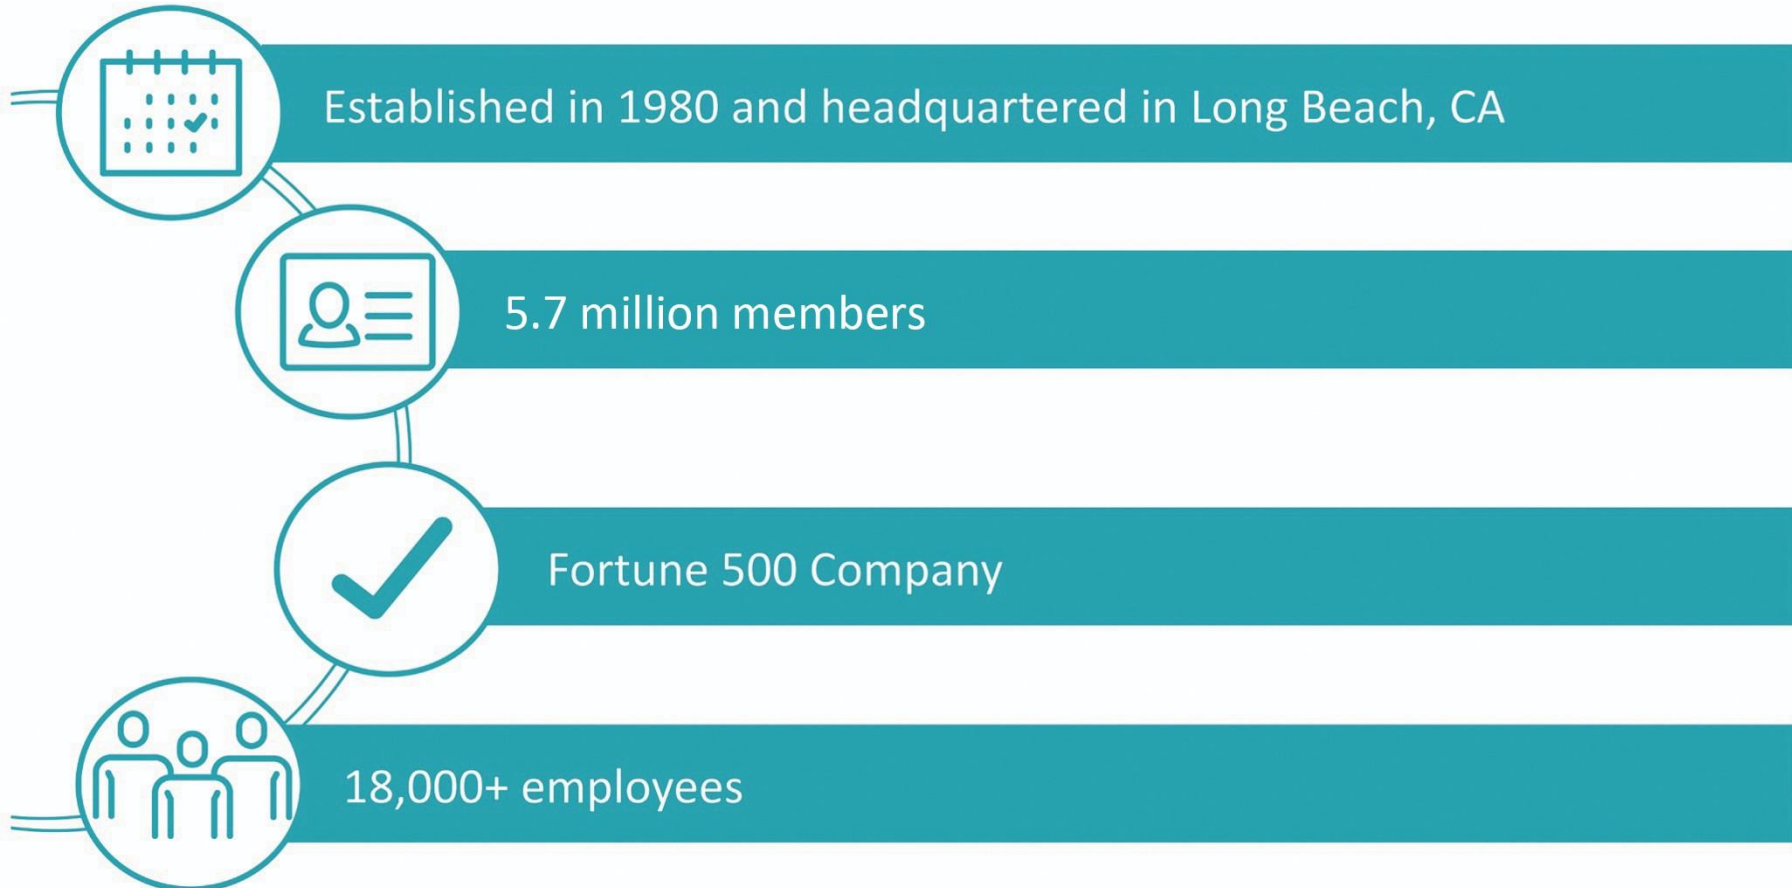 Established in 1980 and headquartered in Long Beach, CA
5.7 million members
Fortune 500 Company
18,000+ employees